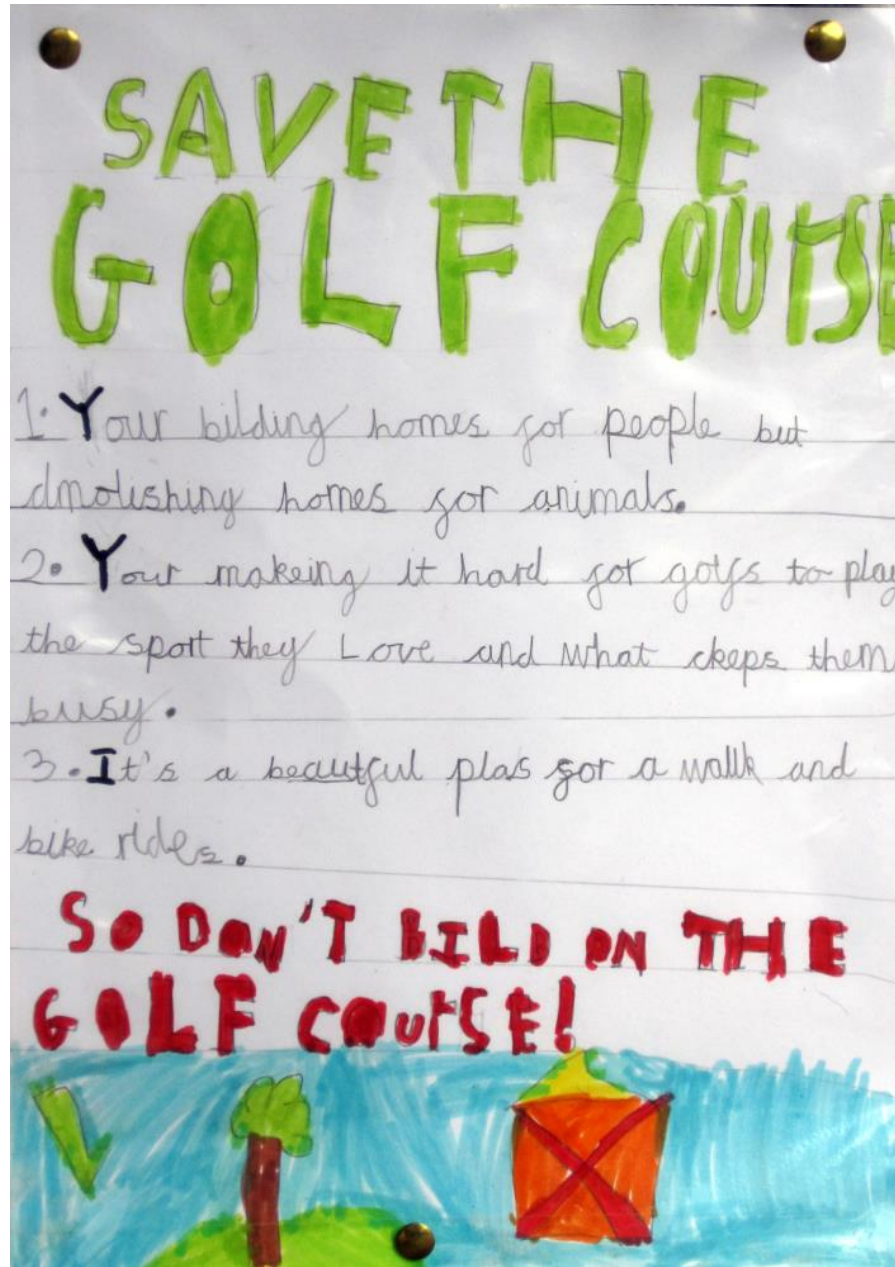 SAVE THE
GOLF COURSE
1. Your bilding homes for people but
dmolishing homes for animals.
2. Your makeing it hard for golfs to play
the sport they Love and what ckeps them
busy.
3. It's a beautful plas for a wallk and
bike rides.
SO DON'T BILD ON THE
GOLF COURSE!